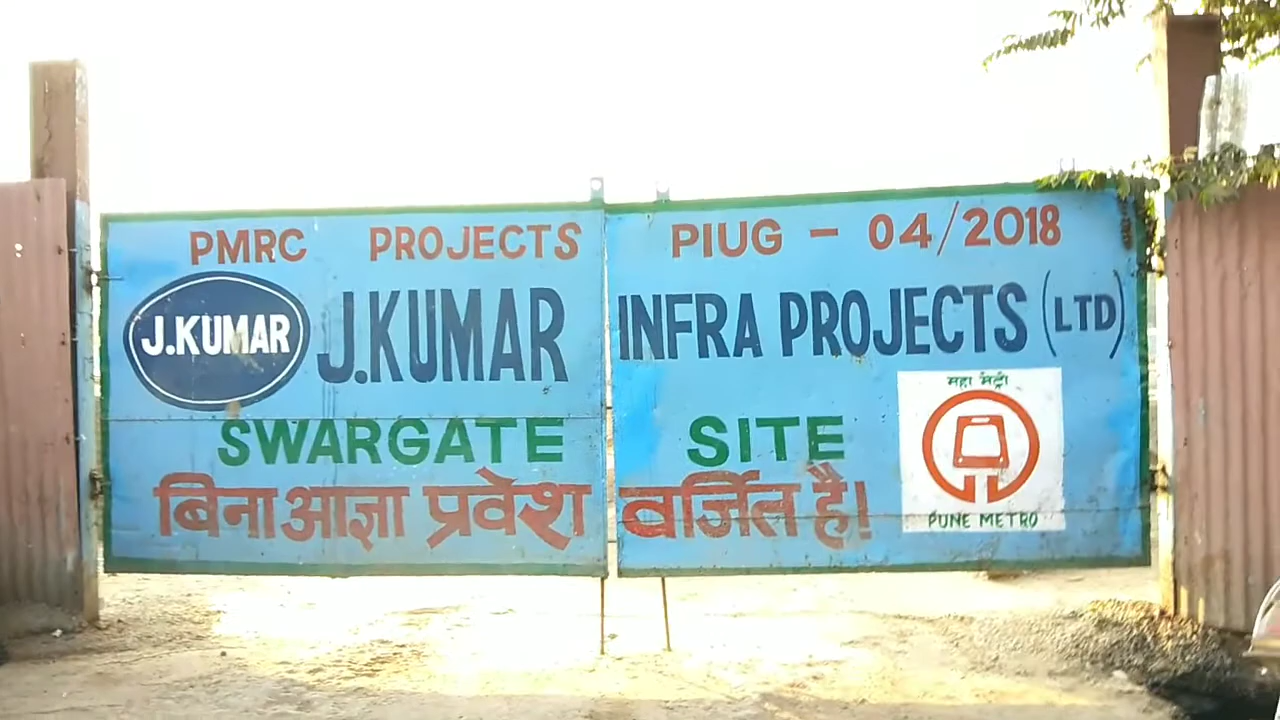 PMRC PROJECTS PIUG - 04/2018
J.KUMAR J.KUMAR INFRA PROJECTS (LTD)
महा मेट्रो
SWARGATE SITE
बिना आज्ञा प्रवेश वर्जित है!
PUNE METRO